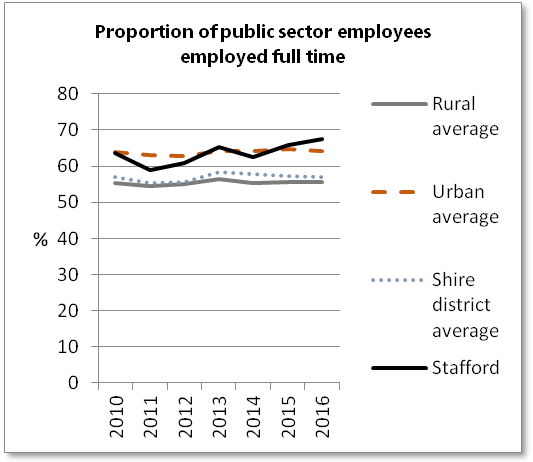 Proportion of public sector employees
employed full time
80
70
60
50
40
30
20
10
0
%
2010
2011
2012
2013
2014
2015
2016
Rural
average
Urban
average
Shire
district
average
Stafford